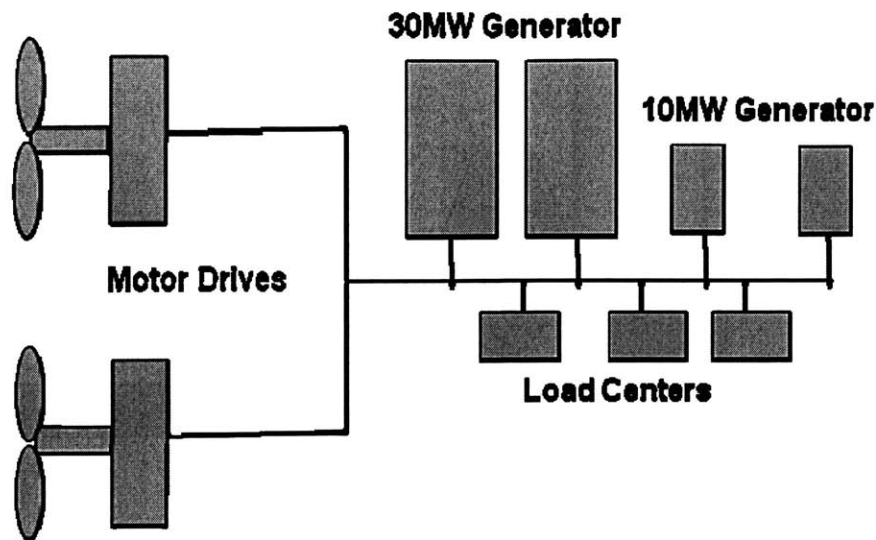 30MW Generator
10MW Generator
Motor Drives
Load Centers